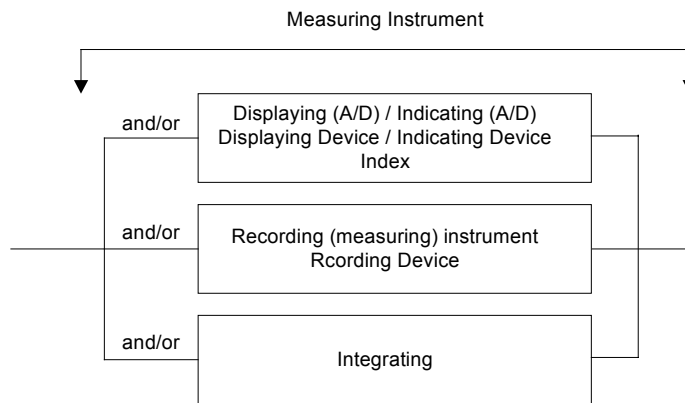 Measuring Instrument
and/or
Displaying (A/D) / Indicating (A/D)
Displaying Device / Indicating Device
Index
and/or
Recording (measuring) instrument
Rcording Device
and/or
Integrating